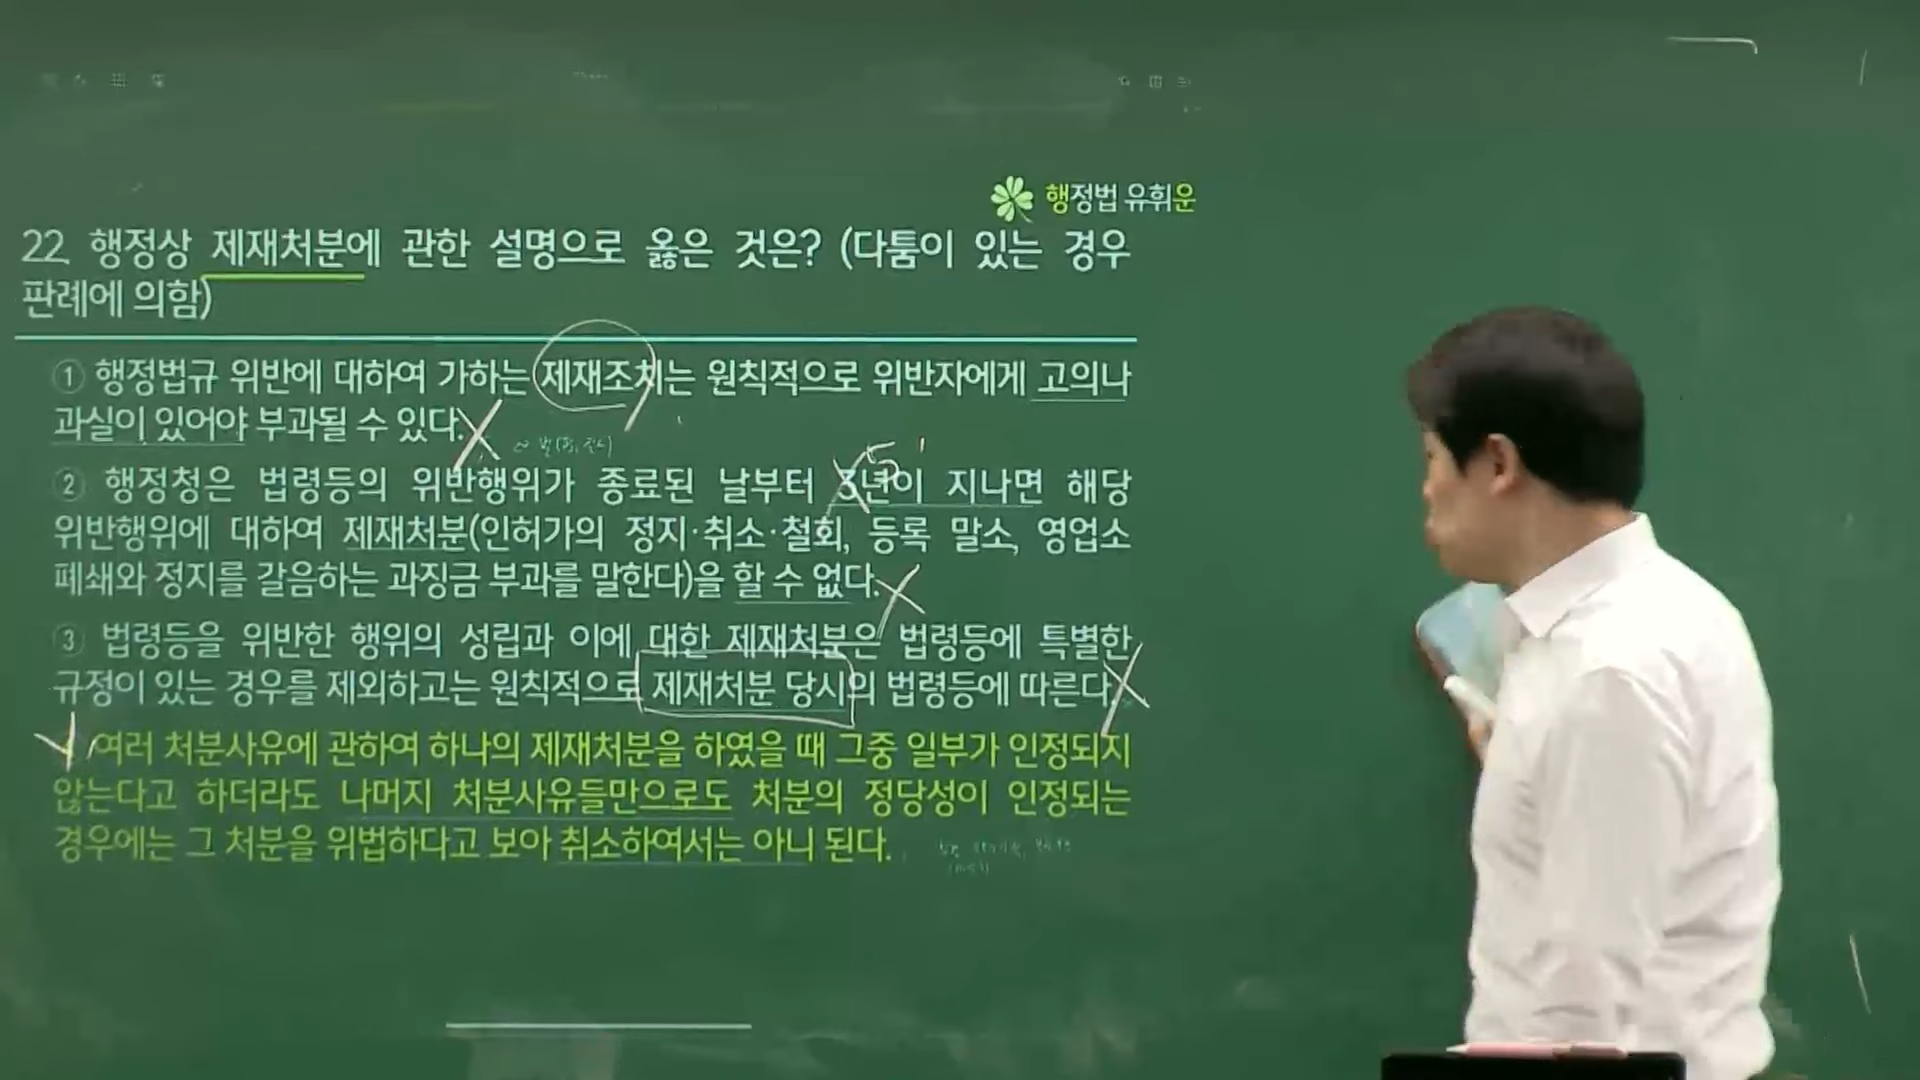 행정법 유휘운
22 행정상 제재처분에 관한 설명으로 옳은 것은? (다툼이 있는 경우
판례에 의함)
① 행정법규 위반에 대하여 가하는 제재조치는 원칙적으로 위반자에게 고의나
과실이 있어야 부과될 수 있다.
② 행정청은 법령등의 위반행위가 종료된 날부터 3년이 지나면 해당
5
위반행위에 대하여 제재처분(인허가의 정지·취소·철회, 등록 말소, 영업소
폐쇄와 정지를 갈음하는 과징금 부과를 말한다)을 할 수 없다.
③ 법령등을 위반한 행위의 성립과 이에 대한 제재처분은 법령등에 특별한
규정이 있는 경우를 제외하고는 원칙적으로 제재처분 당시의 법령등에 따른다.
여러 처분사유에 관하여 하나의 제재처분을 하였을 때 그중 일부가 인정되지
않는다고 하더라도 나머지 처분사유들만으로도 처분의 정당성이 인정되는
경우에는 그 처분을 위법하다고 보아 취소하여서는 아니 된다.